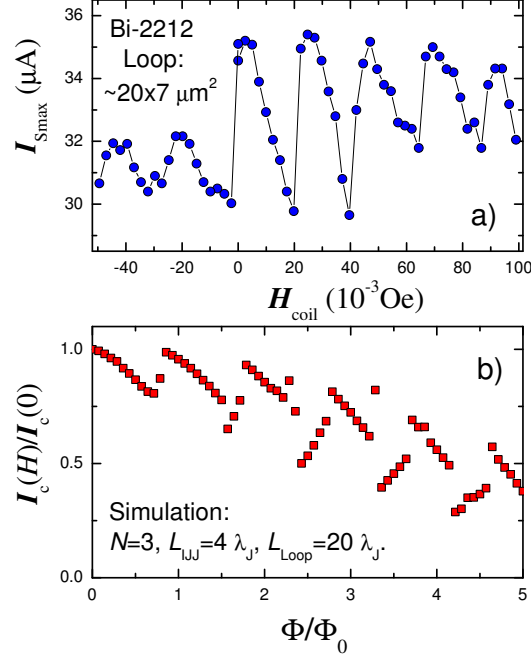 36
34
32
30
I_Smax (μA)
Bi-2212
Loop:
~20x7 μm²
a)
-40 -20 0 20 40 60 80 100
H_coil (10⁻³Oe)
1.0
0.5
0.0
I_c(H)/I_c(0)
b)
Simulation:
N=3, L_IJJ=4 λ_J, L_Loop=20 λ_J.
0 1 2 3 4 5
Φ/Φ₀